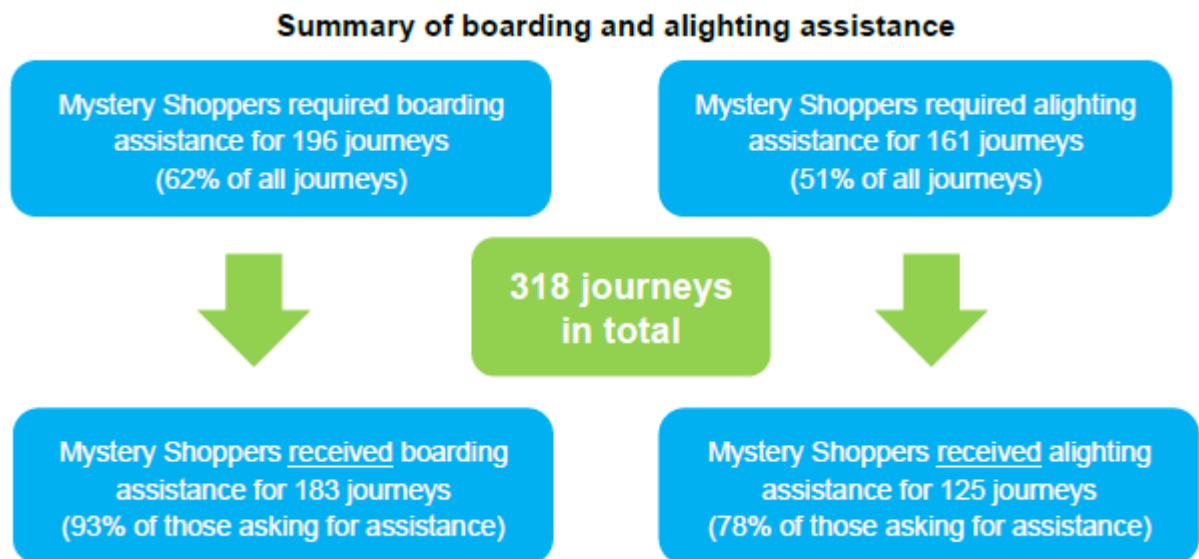 Summary of boarding and alighting assistance
Mystery Shoppers required boarding
assistance for 196 journeys
(62% of all journeys)
Mystery Shoppers required alighting
assistance for 161 journeys
(51% of all journeys)
318 journeys
in total
Mystery Shoppers received boarding
assistance for 183 journeys
(93% of those asking for assistance)
Mystery Shoppers received alighting
assistance for 125 journeys
(78% of those asking for assistance)